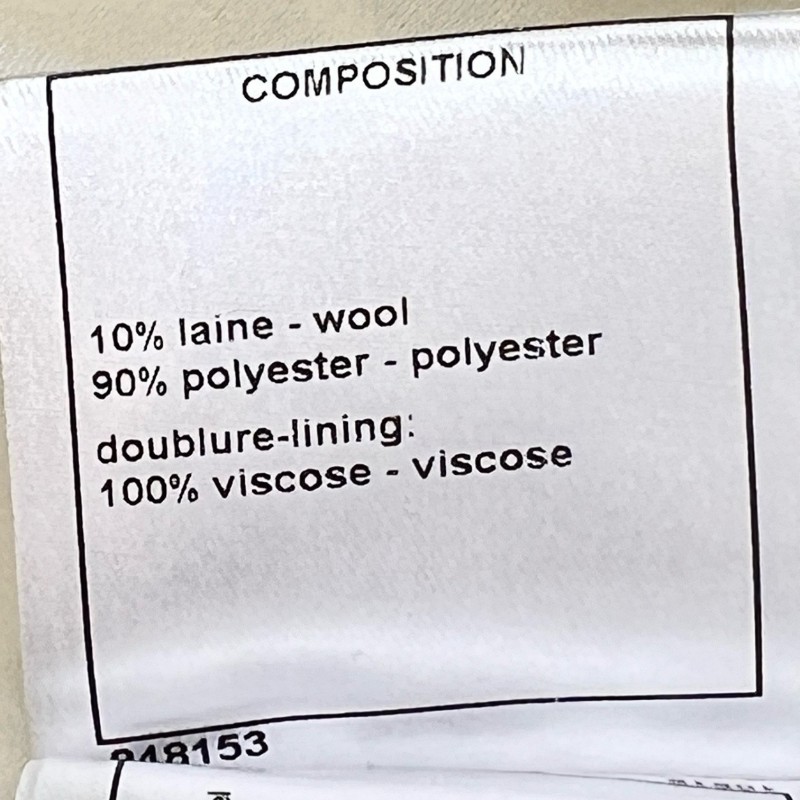 COMPOSITION
10% laine - wool
90% polyester - polyester
doublure-lining:
100% viscose - viscose